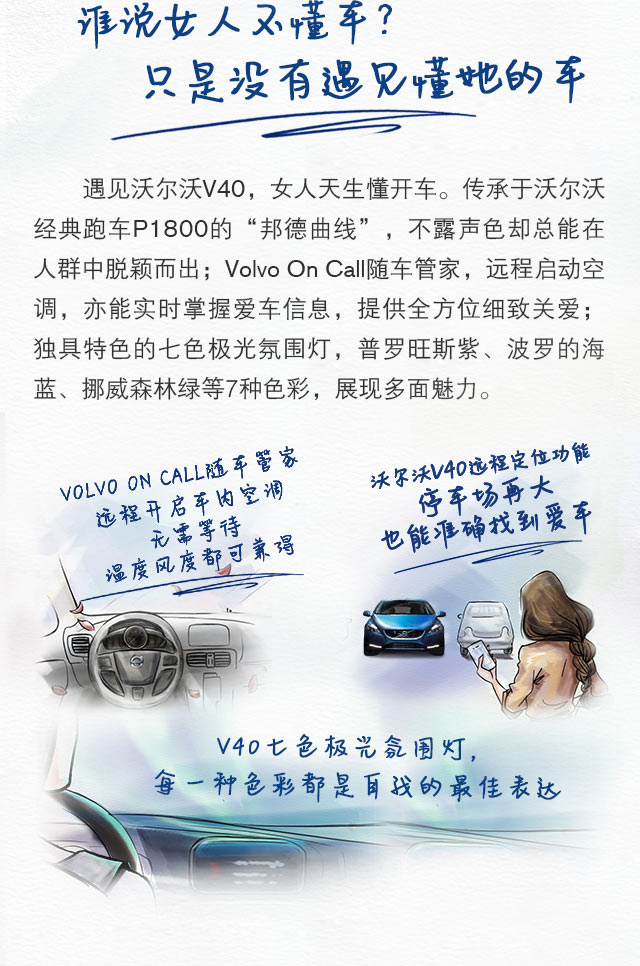 谁说女人不懂车？
只是没有遇见懂她的车
遇见沃尔沃V40，女人天生懂开车。传承于沃尔沃
经典跑车P1800的“邦德曲线”，不露声色却总能在
人群中脱颖而出；Volvo On Call随车管家，远程启动空
调，亦能实时掌握爱车信息，提供全方位细致关爱；
独具特色的七色极光氛围灯，普罗旺斯紫、波罗的海
蓝、挪威森林绿等7种色彩，展现多面魅力。
VOLVO ON CALL随车管家
远程开启车内空调
无需等待
温度风度都可兼得
沃尔沃V40远程定位功能
停车场再大
也能准确找到爱车
V40七色极光氛围灯，
每一种色彩都是自我的最佳表达